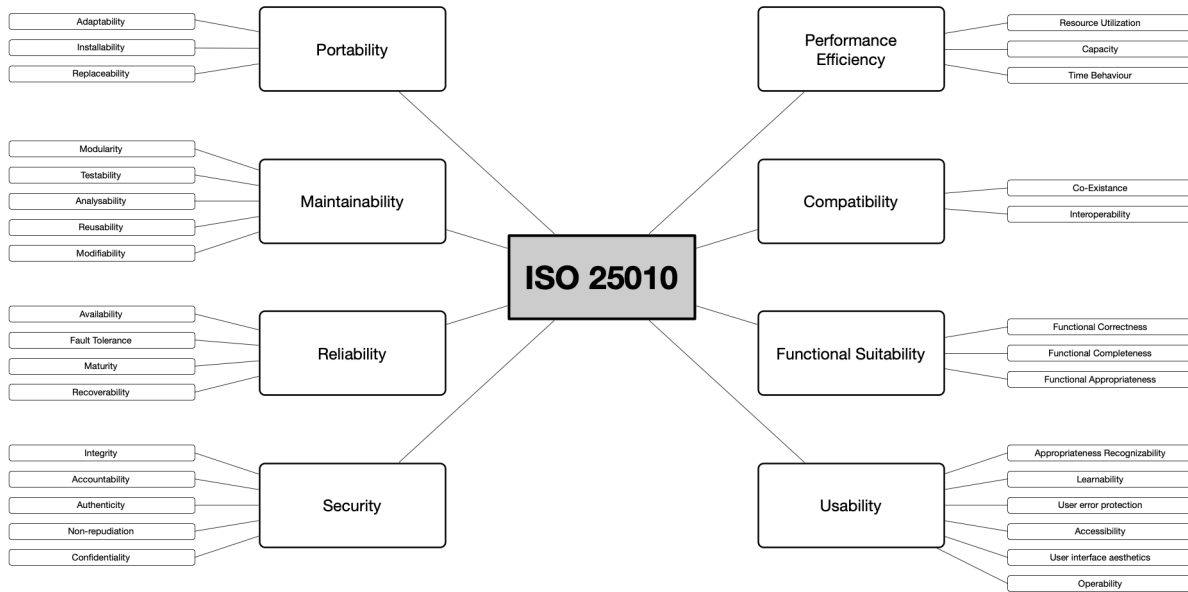 Adaptability
Installability
Replaceability
Portability
Modularity
Testability
Analysability
Reusability
Modifiability
Maintainability
Availability
Fault Tolerance
Maturity
Recoverability
Reliability
Integrity
Accountability
Authenticity
Non-repudiation
Confidentiality
Security
ISO 25010
Performance
Efficiency
Resource Utilization
Capacity
Time Behaviour
Compatibility
Co-Existance
Interoperability
Functional Suitability
Functional Correctness
Functional Completeness
Functional Appropriateness
Usability
Appropriateness Recognizability
Learnability
User error protection
Accessibility
User interface aesthetics
Operability